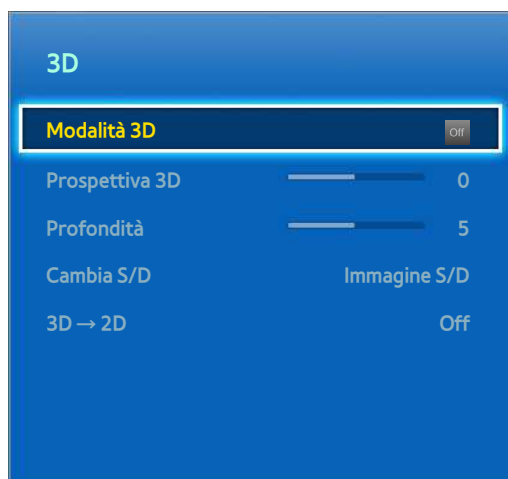 3D
Modalità 3D Off
Prospettiva 3D 0
Profondità 5
Cambia S/D Immagine S/D
3D → 2D Off